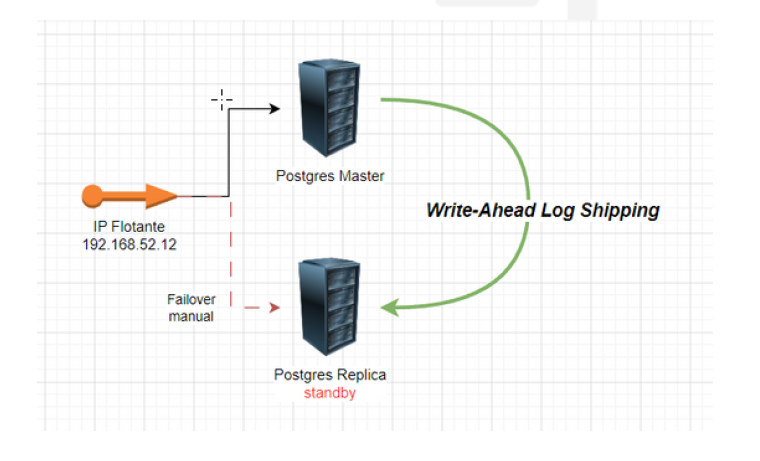 Postgres Master
Write-Ahead Log Shipping
IP Flotante
192.168.52.12
Failover
manual
Postgres Replica
standby